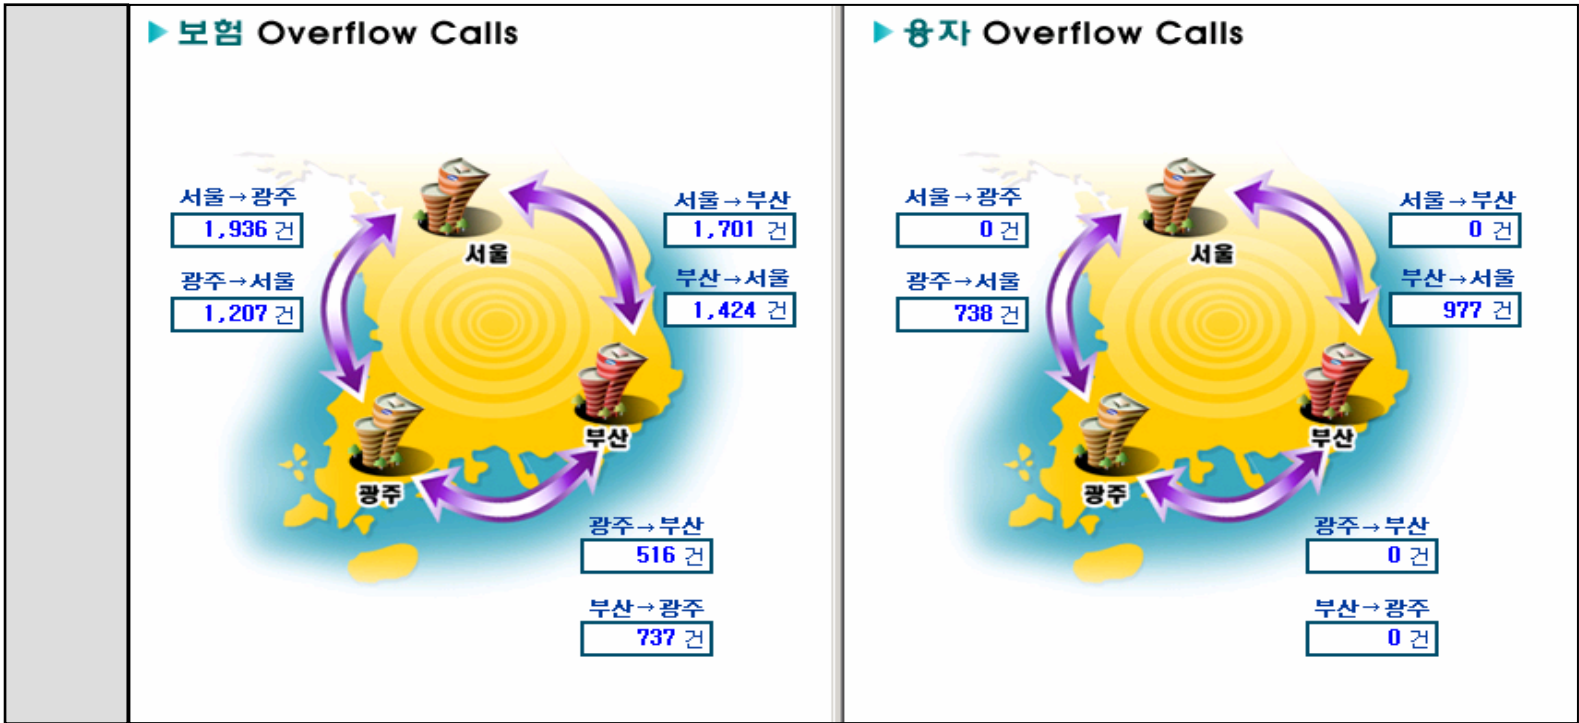 보험 Overflow Calls
서울→광주
1,936 건
광주→서울
1,207 건
서울→부산
1,701 건
부산→서울
1,424 건
서울
부산
광주
광주→부산
516 건
부산→광주
737 건
융자 Overflow Calls
서울→광주
0 건
광주→서울
738 건
서울→부산
0 건
부산→서울
977 건
서울
부산
광주
광주→부산
0 건
부산→광주
0 건